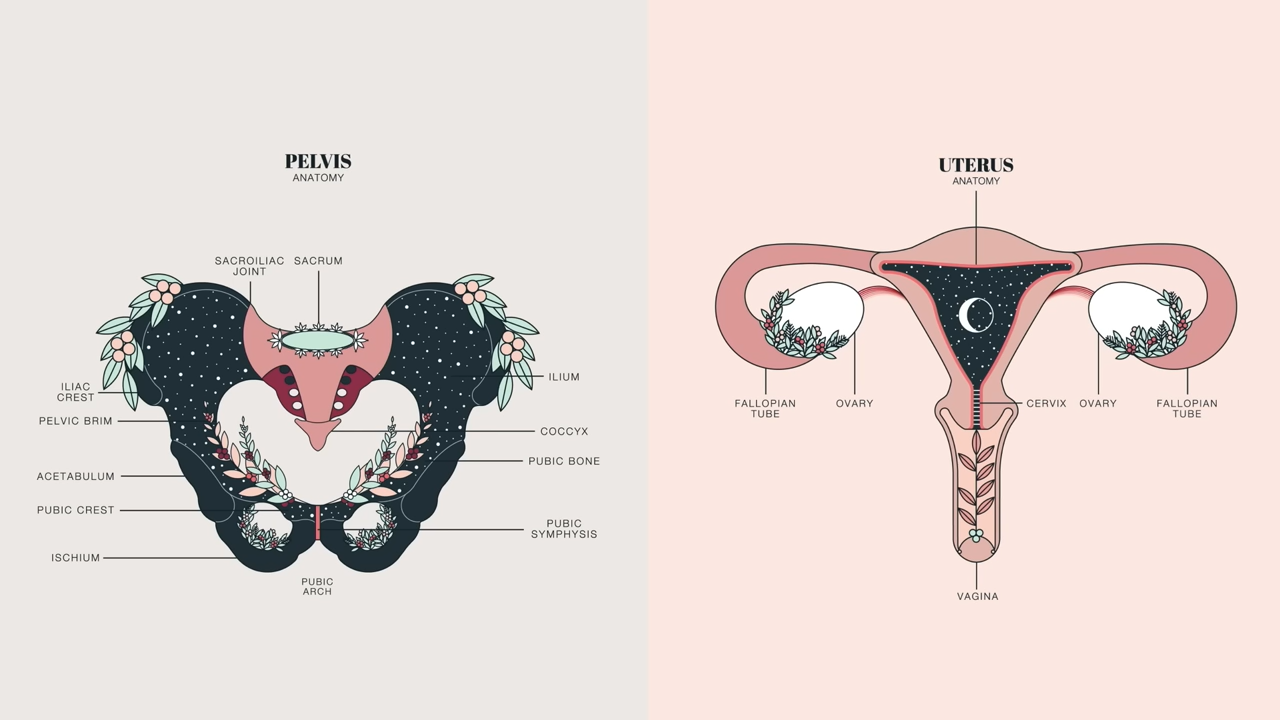 PELVIS
ANATOMY
SACROILIAC
JOINT
SACRUM
ILIAC
CREST
PELVIC BRIM
ACETABULUM
PUBIC CREST
ISCHIUM
ILIUM
COCCYX
PUBIC BONE
PUBIC
SYMPHYSIS
PUBIC
ARCH
UTERUS
ANATOMY
FALLOPIAN
TUBE
OVARY
CERVIX
OVARY
FALLOPIAN
TUBE
VAGINA